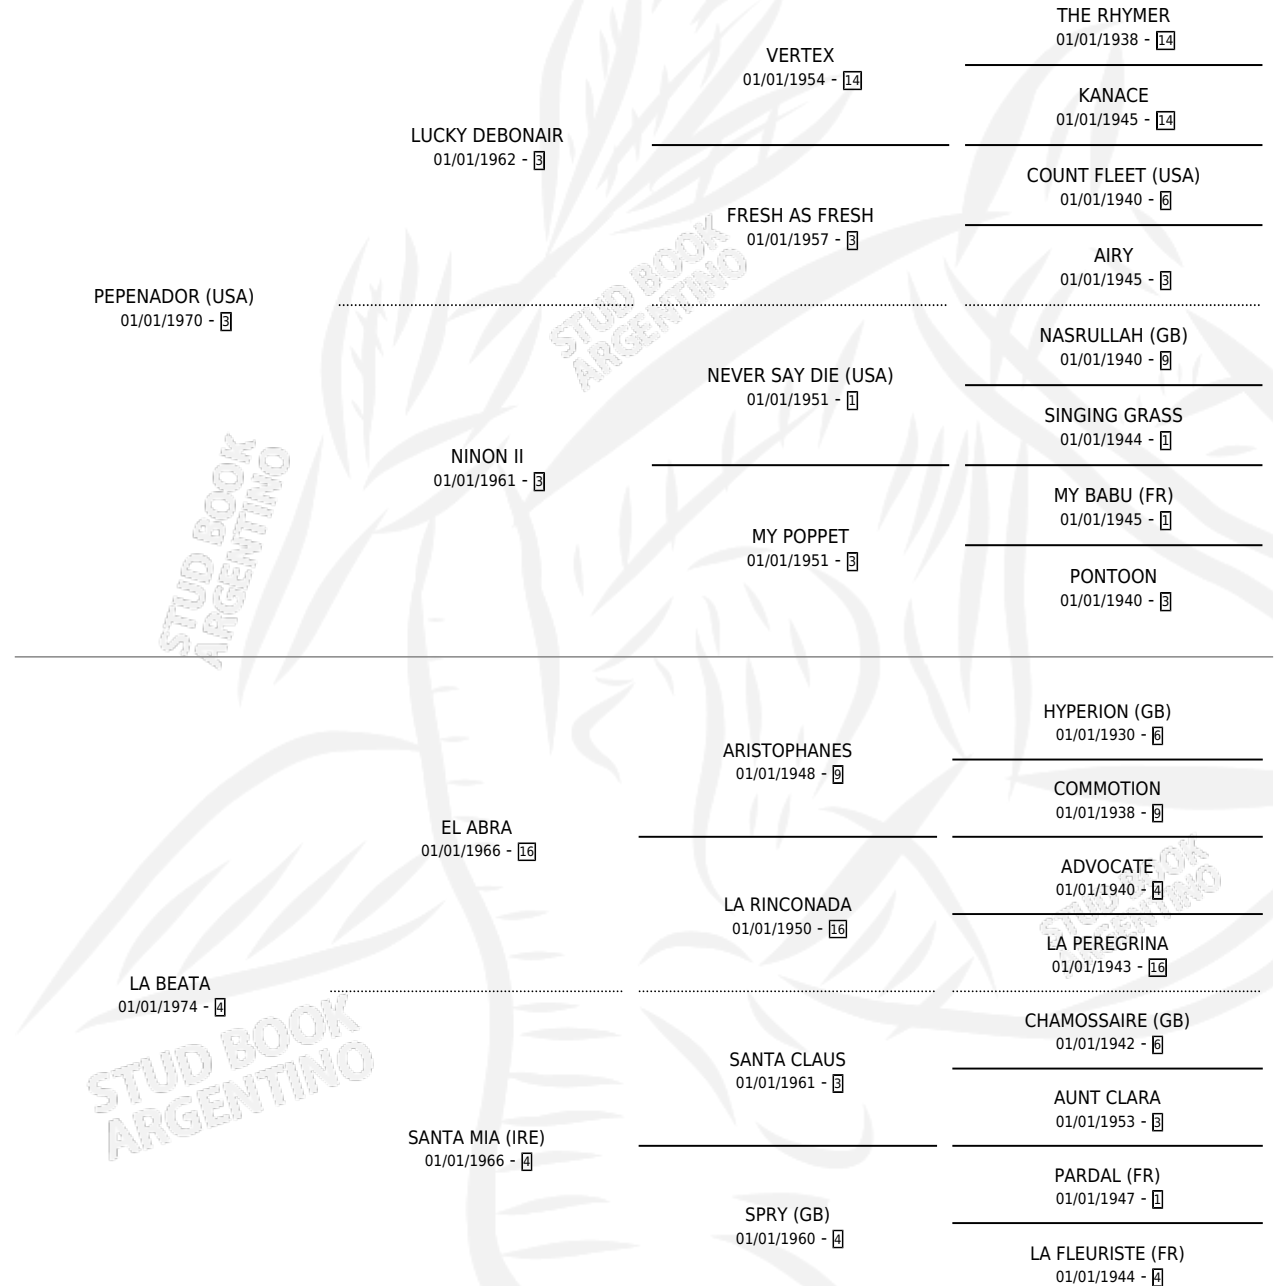 THE RHYMER
01/01/1938 - 14
VERTEX
01/01/1954 - 14
KANACE
01/01/1945 - 14
LUCKY DEBONAIR
01/01/1962 - 3
COUNT FLEET (USA)
01/01/1940 - 6
FRESH AS FRESH
01/01/1957 - 3
AIRY
01/01/1945 - 3
PEPENADOR (USA)
01/01/1970 - 3
NASRULLAH (GB)
01/01/1940 - 9
NEVER SAY DIE (USA)
01/01/1951 - 1
SINGING GRASS
01/01/1944 - 1
NINON II
01/01/1961 - 3
MY BABU (FR)
01/01/1945 - 1
MY POPPET
01/01/1951 - 3
PONTOON
01/01/1940 - 3
HYPERION (GB)
01/01/1930 - 6
ARISTOPHANES
01/01/1948 - 9
COMMOTION
01/01/1938 - 9
EL ABRA
01/01/1966 - 16
ADVOCATE
01/01/1940 - 4
LA RINCONADA
01/01/1950 - 16
LA PEREGRINA
01/01/1943 - 16
LA BEATA
01/01/1974 - 4
CHAMOSSAIRE (GB)
01/01/1942 - 6
SANTA CLAUS
01/01/1961 - 3
AUNT CLARA
01/01/1953 - 3
SANTA MIA (IRE)
01/01/1966 - 4
PARDAL (FR)
01/01/1947 - 1
SPRY (GB)
01/01/1960 - 4
LA FLEURISTE (FR)
01/01/1944 - 4
STUD BOOK
ARGENTINO
STUD BOOK
ARGENTINO
STUD BOOK
ARGENTINO
STUD BOOK
ARGENTINO